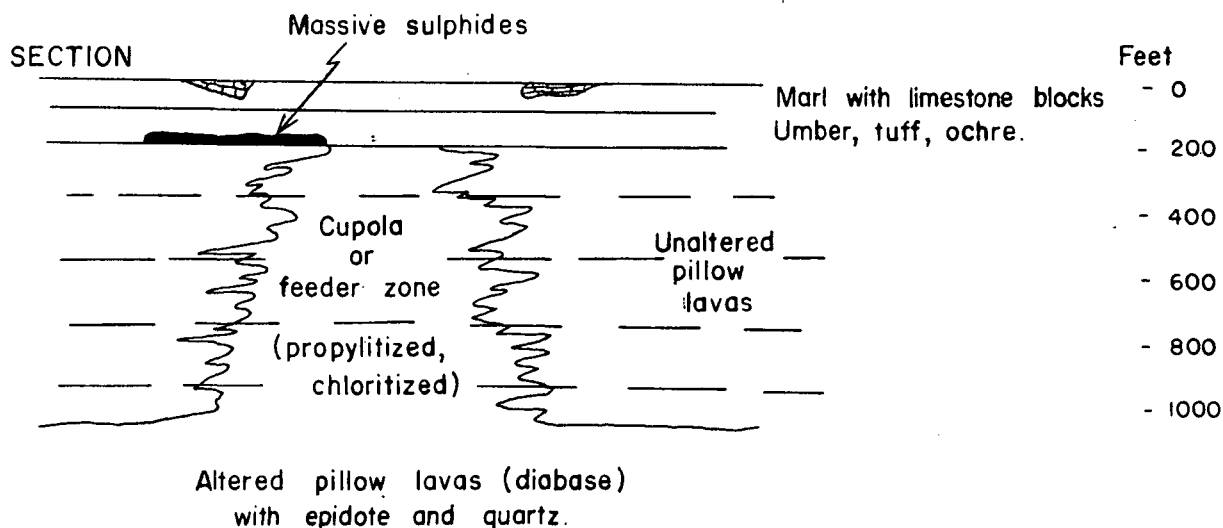 Massive sulphides
SECTION
Feet
- 0
Marl with limestone blocks
Umber, tuff, ochre.
- 200
- 400
Cupola
or
feeder zone
Unaltered
pillow
lavas
- 600
(propylitized,
chloritized)
- 800
- 1000
Altered pillow lavas (diabase)
with epidote and quartz.